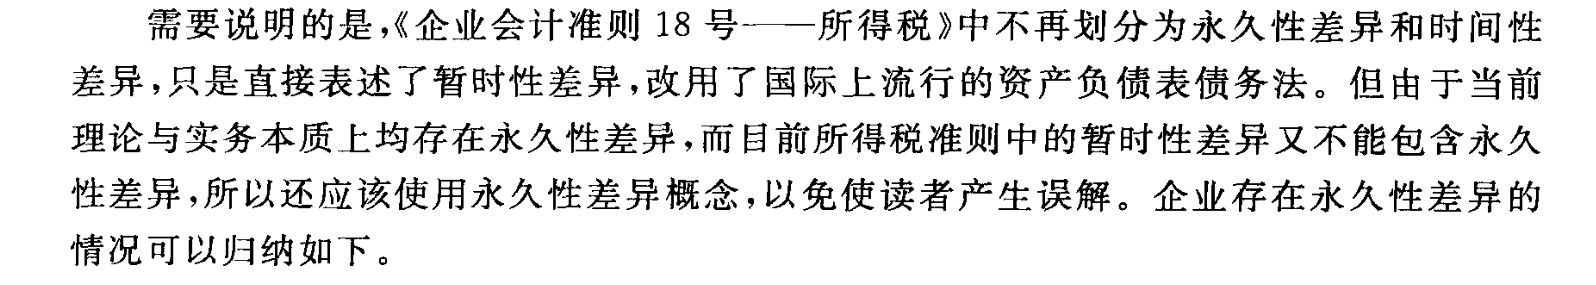 需要说明的是,《企业会计准则 18 号——所得税》中不再划分为永久性差异和时间性
差异,只是直接表述了暂时性差异,改用了国际上流行的资产负债表债务法。但由于当前
理论与实务本质上均存在永久性差异,而目前所得税准则中的暂时性差异又不能包含永久
性差异,所以还应该使用永久性差异概念,以免使读者产生误解。企业存在永久性差异的
情况可以归纳如下。